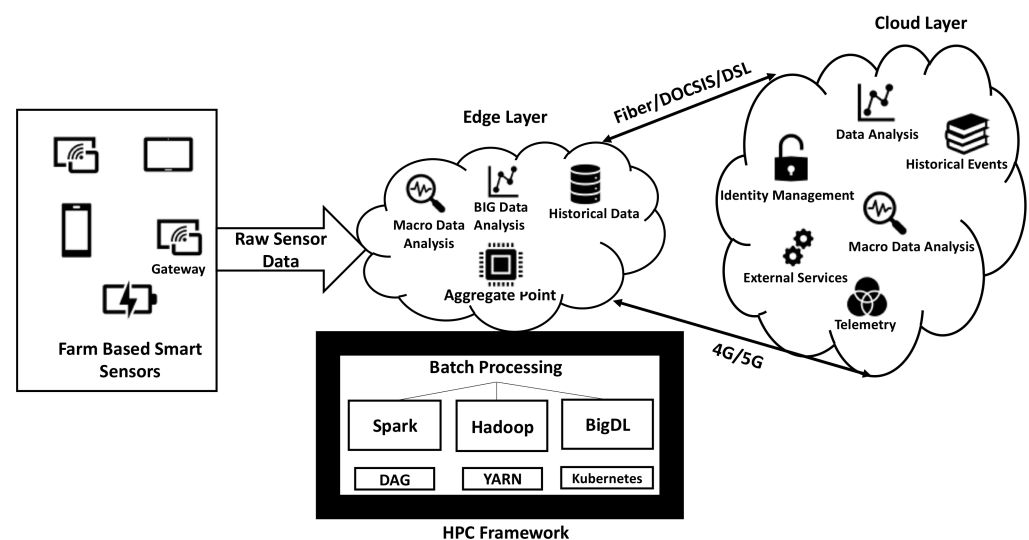 Cloud Layer
Fiber/DOCSIS/DSL
Edge Layer
Data Analysis
Historical Events
Identity Management
Macro Data Analysis
External Services
Telemetry
BIG Data
Analysis
Historical Data
Macro Data
Analysis
Aggregate Point
Raw Sensor
Data
Gateway
Farm Based Smart
Sensors
4G/5G
Batch Processing
Spark
Hadoop
BigDL
DAG
YARN
Kubernetes
HPC Framework